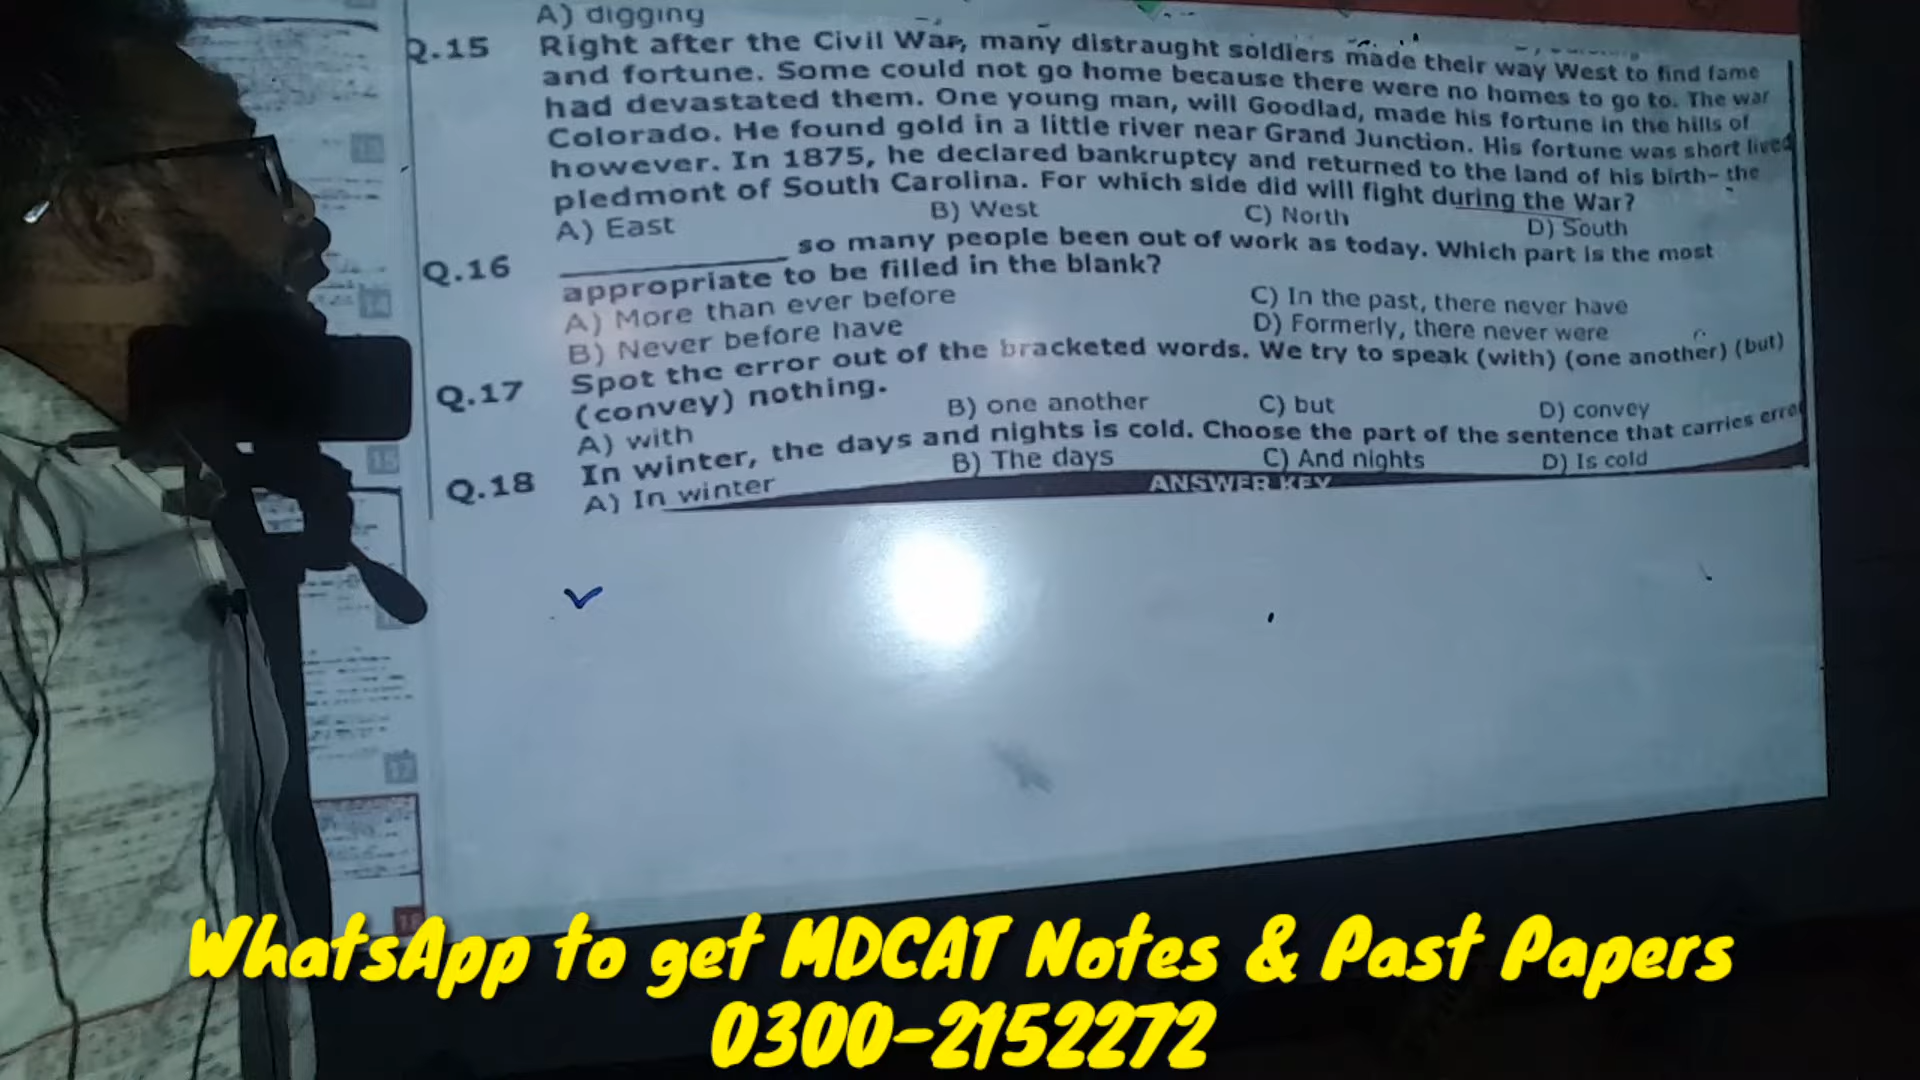 A) digging
Q.15 Right after the Civil War, many distraught soldiers made their way West to find fame
and fortune. Some could not go home because there were no homes to go to. The war
had devastated them. One young man, will Goodlad, made his fortune in the hills of
Colorado. He found gold in a little river near Grand Junction. His fortune was short lived
however. In 1875, he declared bankruptcy and returned to the land of his birth- the
pledmont of South Carolina. For which side did will fight during the War?
A) East B) West C) North D) South
Q.16 ____________ so many people been out of work as today. Which part is the most
appropriate to be filled in the blank?
A) More than ever before C) In the past, there never have
B) Never before have D) Formerly, there never were
Q.17 Spot the error out of the bracketed words. We try to speak (with) (one another) (but)
(convey) nothing.
A) with B) one another C) but D) convey
Q.18 In winter, the days and nights is cold. Choose the part of the sentence that carries error
A) In winter B) The days C) And nights D) Is cold
ANSWER KEY
13
14
15
17
18
WhatsApp to get MDCAT Notes & Past Papers
0300-2152272